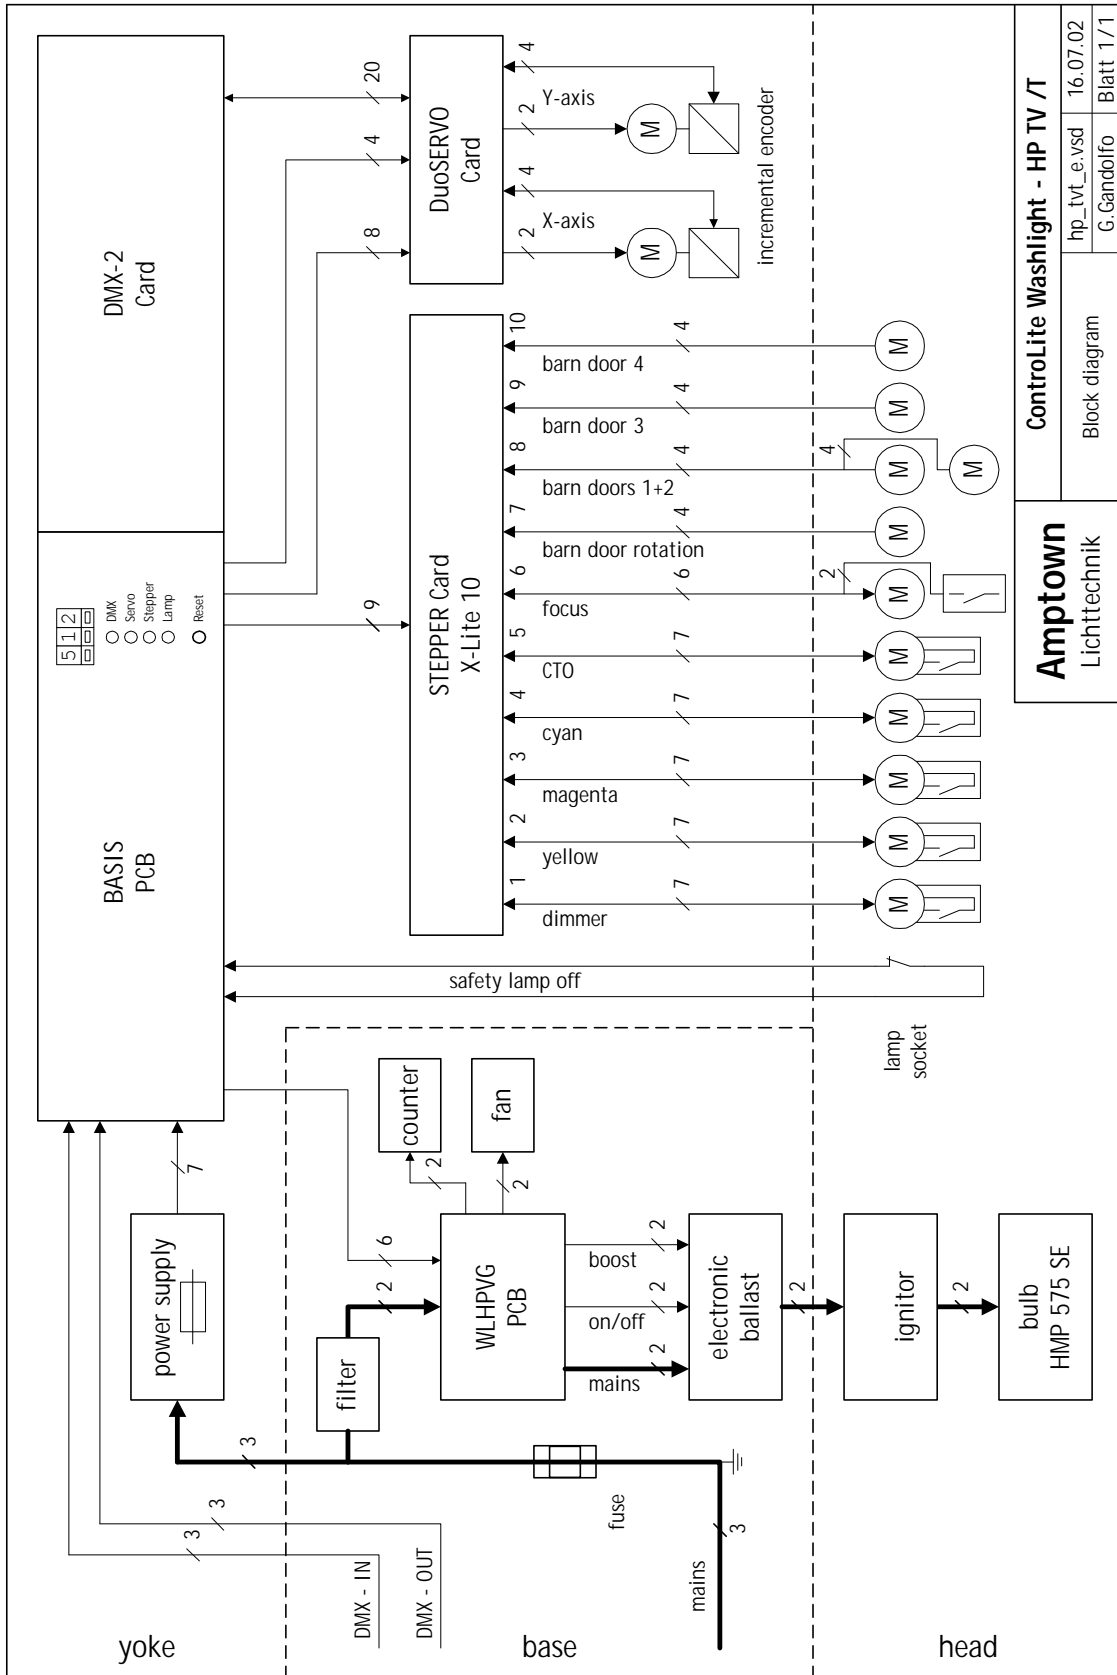 yoke
base
head
DMX-2
Card
BASIS
PCB
5 1 2
DMX
Servo
Stepper
Lamp
Reset
20
4
8
9
DuoSERVO
Card
4
Y-axis
2
4
X-axis
2
M
M
incremental encoder
STEPPER Card
X-Lite 10
10
barn door 4
4
9
barn door 3
4
8
barn doors 1+2
4
4
7
barn door rotation
4
6
focus
6
2
5
CTO
7
4
cyan
7
3
magenta
7
2
yellow
7
1
dimmer
7
M
M
M
M
M
M
M
M
M
M
M
safety lamp off
lamp
socket
counter
fan
2
2
7
power supply
6
2
filter
WLHPVG
PCB
boost
2
on/off
2
mains
2
electronic
ballast
2
ignitor
2
bulb
HMP 575 SE
3
3
3
DMX - IN
DMX - OUT
fuse
3
mains
Amptown
Lichttechnik
ControLite Washlight - HP TV /T
Block diagram
hp_tvt_e.vsd
16.07.02
G.Gandolfo
Blatt 1/1